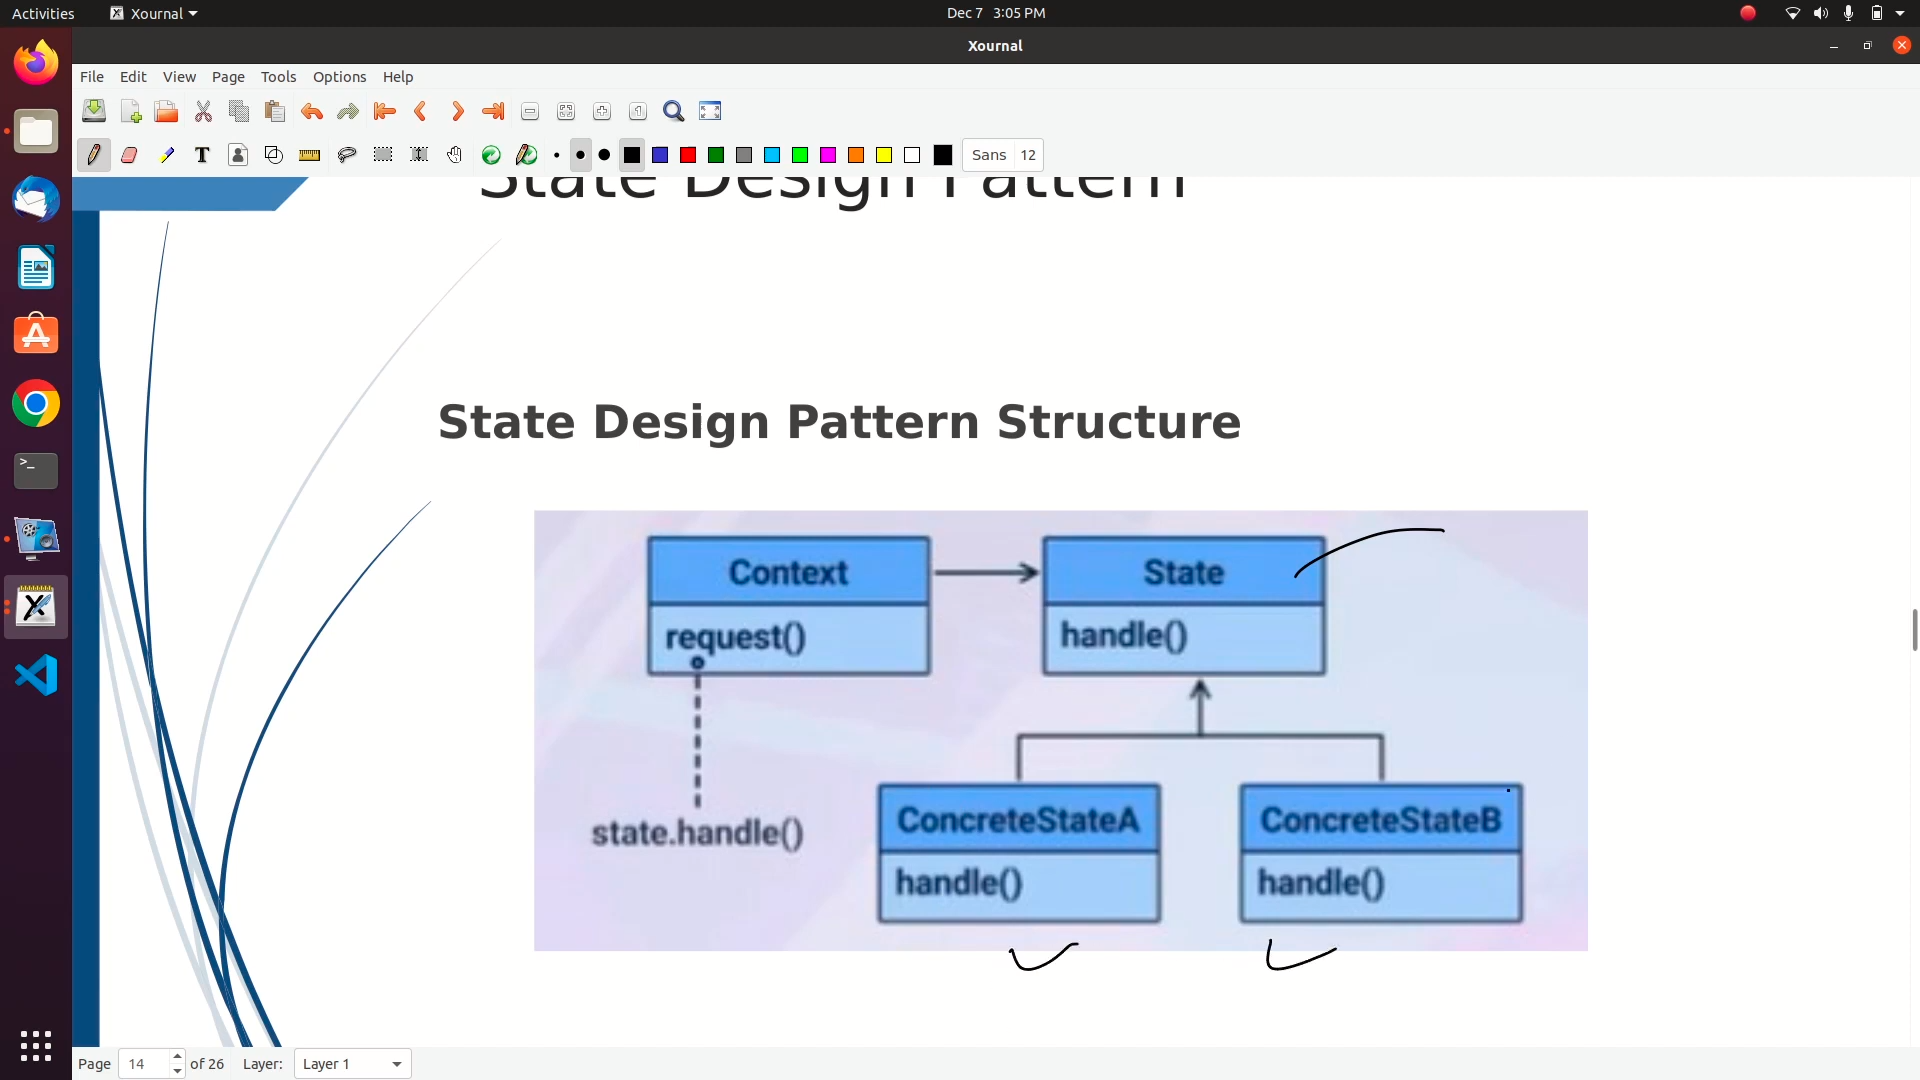 Activities Xournal Dec 7 3:05 PM
Xournal
File Edit View Page Tools Options Help
T Sans 12
State Design Pattern
State Design Pattern Structure
Context State
request() handle()
state.handle() ConcreteStateA ConcreteStateB
handle() handle()
Page 14 of 26 Layer: Layer 1